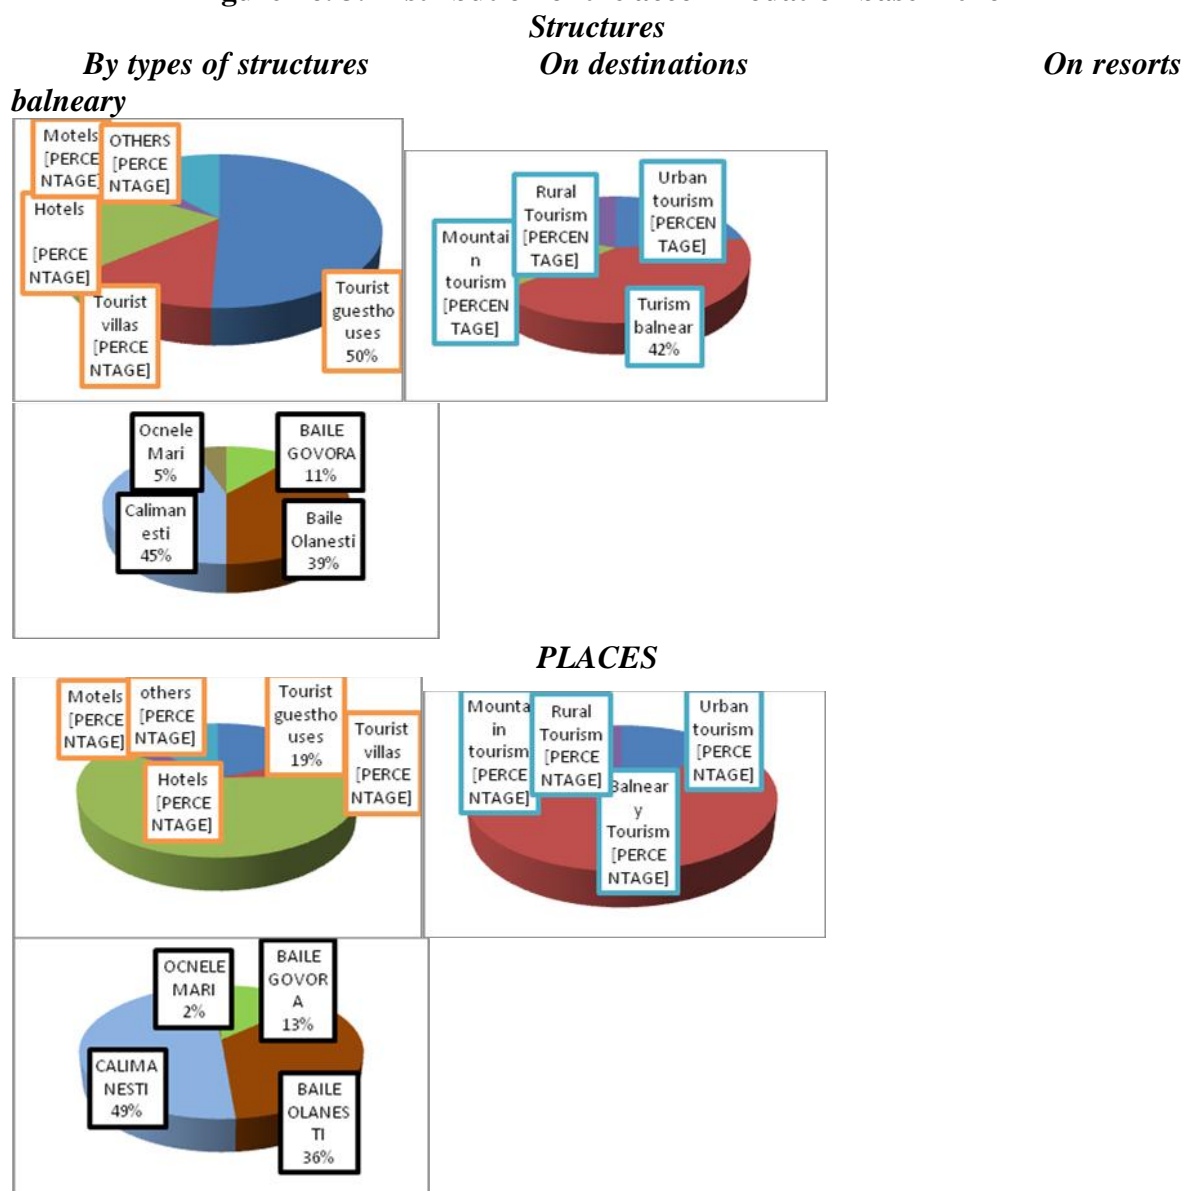 Structures
By types of structures On destinations On resorts
balneary
Motels
[PERCE
NTAGE]
OTHERS
[PERCE
NTAGE]
Hotels
[PERCE
NTAGE]
Tourist
villas
[PERCE
NTAGE]
Tourist
guestho
uses
50%
Mountai
n
tourism
[PERCEN
TAGE]
Rural
Tourism
[PERCEN
TAGE]
Urban
tourism
[PERCEN
TAGE]
Turism
balnear
42%
Ocnele
Mari
5%
BAILE
GOVORA
11%
Caliman
esti
45%
Baile
Olanesti
39%
PLACES
Motels
[PERCE
NTAGE]
others
[PERCE
NTAGE]
Tourist
guestho
uses
19%
Tourist
villas
[PERCE
NTAGE]
Hotels
[PERCE
NTAGE]
Mounta
in
tourism
[PERCE
NTAGE]
Rural
Tourism
[PERCE
NTAGE]
Urban
tourism
[PERCE
NTAGE]
Balnear
y
Tourism
[PERCE
NTAGE]
OCNELE
MARI
2%
BAILE
GOVOR
A
13%
CALIMA
NESTI
49%
BAILE
OLANES
TI
36%